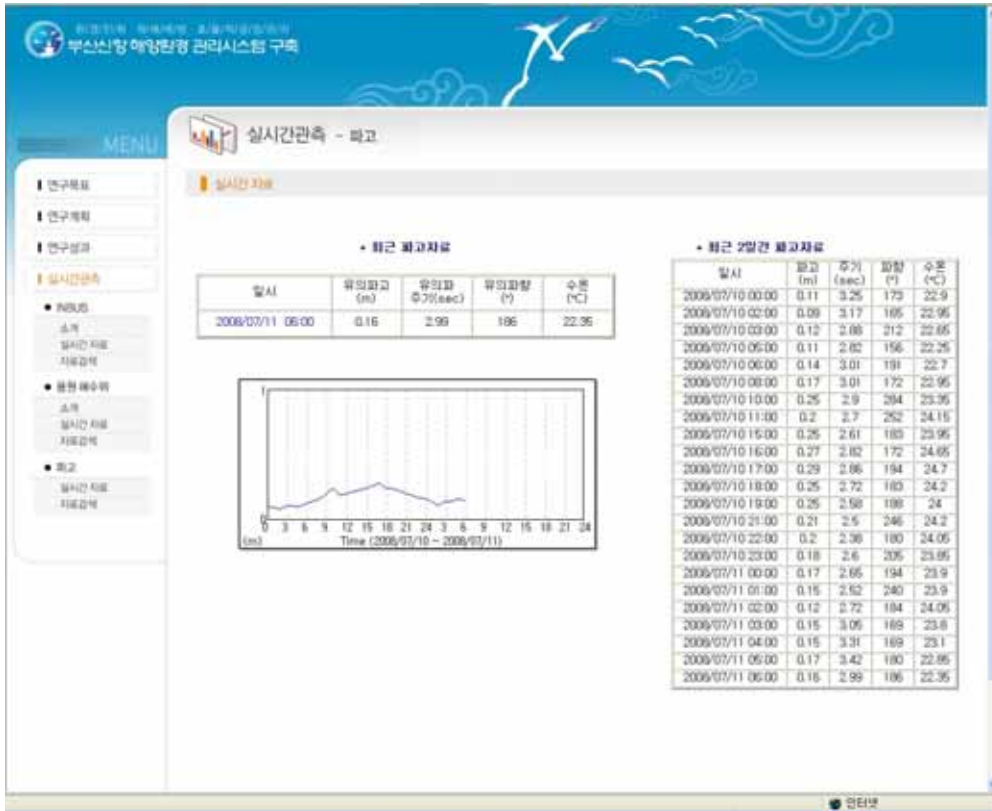 부산신항 해양환경 관리시스템 구축
MENU
실시간관측 - 파고
연구목표
연구계획
연구성과
실시간관측
소개
실시간 자료
자료검색
소개
실시간 자료
자료검색
파고
실시간 자료
자료검색
실시간 자료
최근 파고자료
일시 유의파고(m) 유의파주기(sec) 유의파향(°) 수온(℃)
2008/07/11 06:00 0.16 2.99 186 22.35
1
0
0 3 6 9 12 15 18 21 24 3 6 9 12 15 18 21 24
(m) Time (2008/07/10 ~ 2008/07/11)
최근 2일간 파고자료
일시 파고(m) 주기(sec) 파향(°) 수온(℃)
2008/07/10 00:00 0.11 3.25 173 22.9
2008/07/10 02:00 0.09 3.17 165 22.95
2008/07/10 03:00 0.12 2.88 212 22.65
2008/07/10 05:00 0.11 2.82 156 22.25
2008/07/10 06:00 0.14 3.01 191 22.7
2008/07/10 08:00 0.17 3.01 172 22.95
2008/07/10 10:00 0.25 2.9 284 23.35
2008/07/10 11:00 0.2 2.7 252 24.15
2008/07/10 15:00 0.25 2.61 183 23.95
2008/07/10 16:00 0.27 2.82 172 24.65
2008/07/10 17:00 0.29 2.86 194 24.7
2008/07/10 18:00 0.25 2.72 183 24.2
2008/07/10 19:00 0.25 2.58 188 24
2008/07/10 21:00 0.21 2.5 246 24.2
2008/07/10 22:00 0.2 2.38 180 24.05
2008/07/10 23:00 0.18 2.6 205 23.85
2008/07/11 00:00 0.17 2.65 194 23.9
2008/07/11 01:00 0.15 2.52 240 23.9
2008/07/11 02:00 0.12 2.72 184 24.05
2008/07/11 03:00 0.15 3.05 169 23.8
2008/07/11 04:00 0.15 3.31 169 23.1
2008/07/11 05:00 0.17 3.42 180 22.85
2008/07/11 06:00 0.16 2.99 186 22.35
인터넷